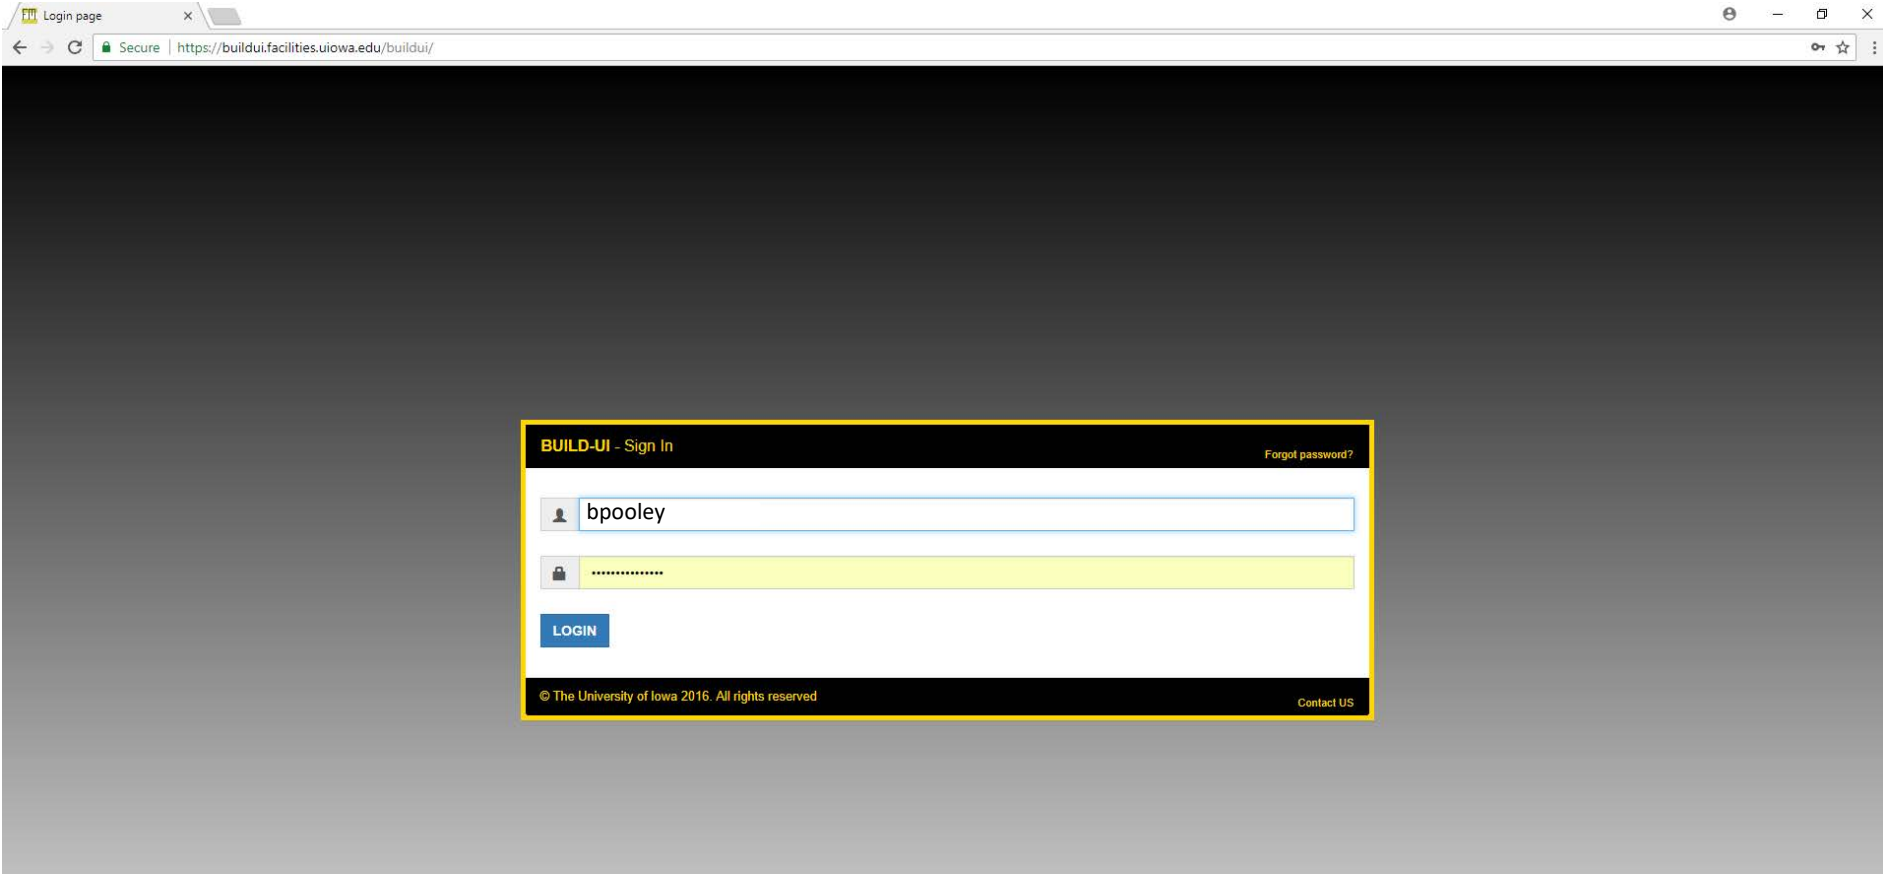 Login page
Secure | https://buildui.facilities.uiowa.edu/buildui/
BUILD-UI - Sign In
Forgot password?
bpooley
•••••••••••••••
LOGIN
© The University of Iowa 2016. All rights reserved
Contact US